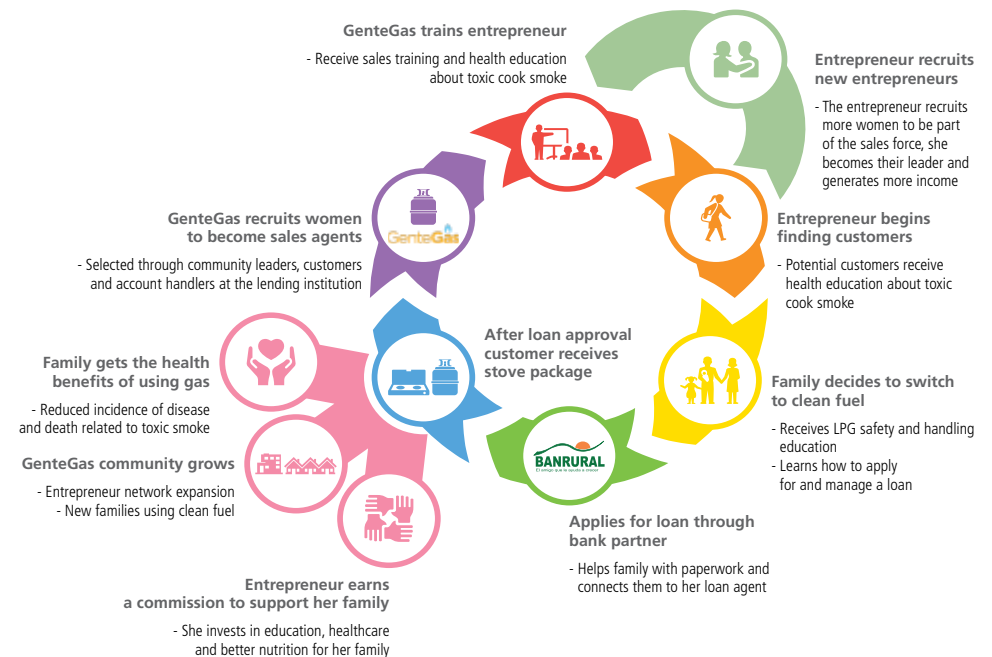 GenteGas trains entrepreneur
- Receive sales training and health education
about toxic cook smoke
Entrepreneur recruits
new entrepreneurs
- The entrepreneur recruits
more women to be part
of the sales force, she
becomes their leader and
generates more income
GenteGas recruits women
to become sales agents
- Selected through community leaders, customers
and account handlers at the lending institution
GenteGas
Entrepreneur begins
finding customers
- Potential customers receive
health education about toxic
cook smoke
After loan approval
customer receives
stove package
Family gets the health
benefits of using gas
- Reduced incidence of disease
and death related to toxic smoke
Family decides to switch
to clean fuel
- Receives LPG safety and handling
education
- Learns how to apply
for and manage a loan
GenteGas community grows
- Entrepreneur network expansion
- New families using clean fuel
BANRURAL
El amigo que le ayuda a crecer
Applies for loan through
bank partner
- Helps family with paperwork and
connects them to her loan agent
Entrepreneur earns
a commission to support her family
- She invests in education, healthcare
and better nutrition for her family